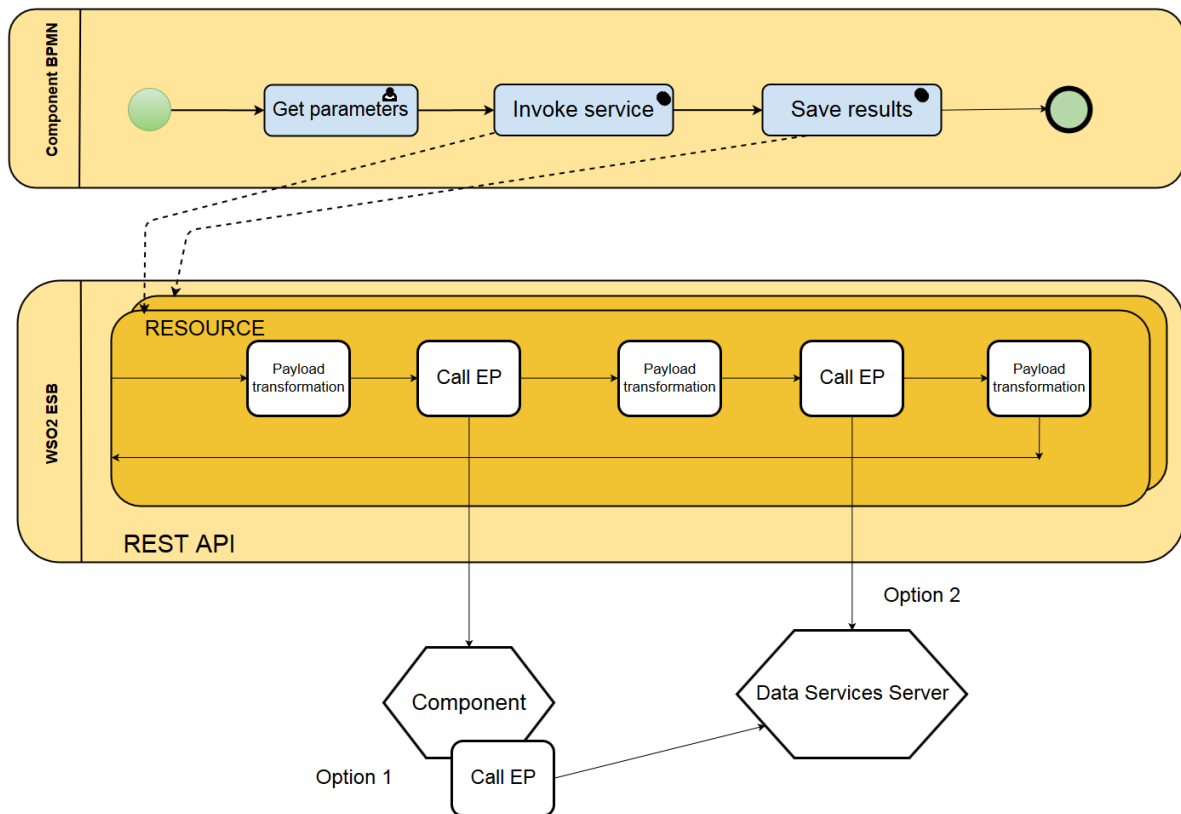 Component BPMN
Get parameters
Invoke service
Save results
WSO2 ESB
RESOURCE
Payload
transformation
Call EP
Payload
transformation
Call EP
Payload
transformation
REST API
Option 2
Component
Data Services Server
Option 1
Call EP